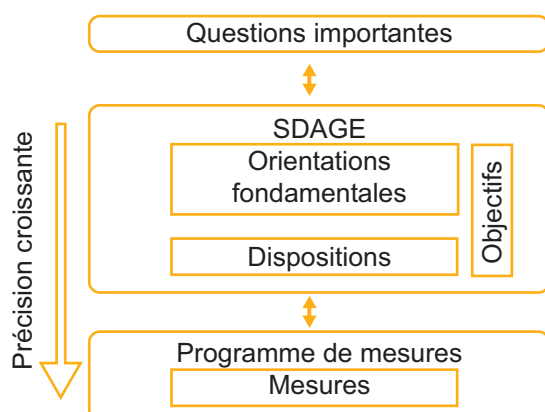 Questions importantes
SDAGE
Orientations
fondamentales
Dispositions
Objectifs
Programme de mesures
Mesures
Précision croissante